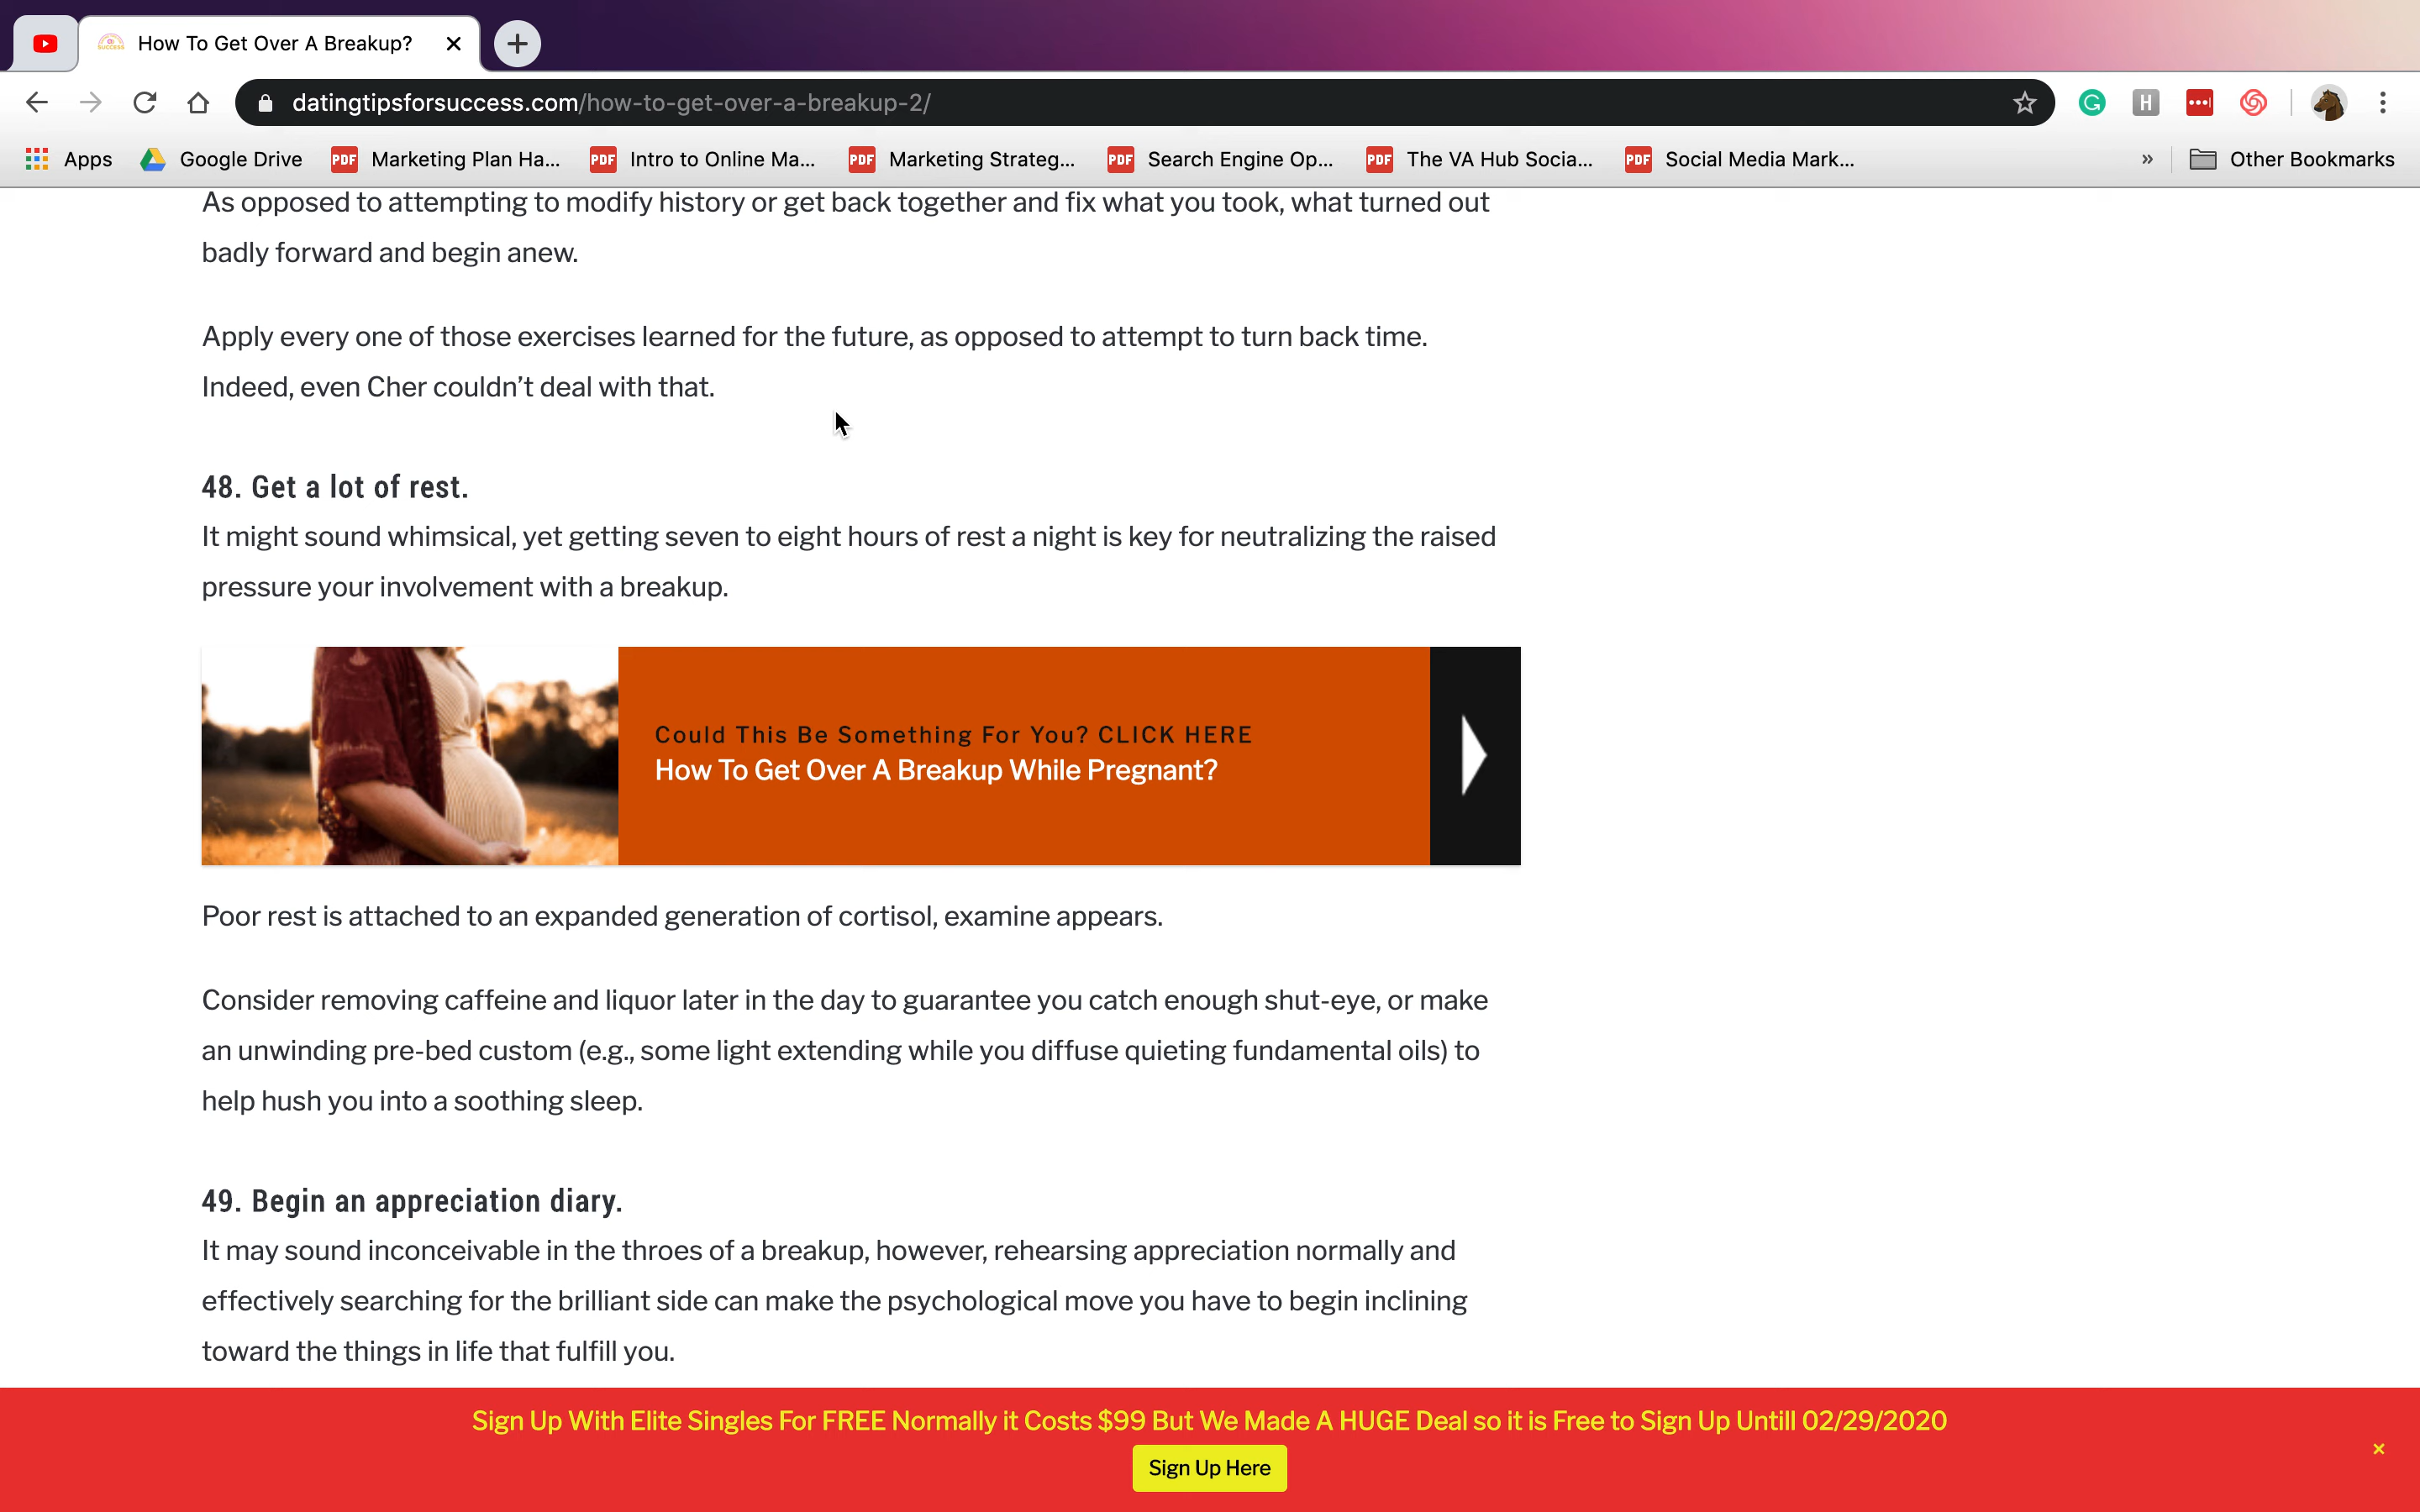 How To Get Over A Breakup?
datingtipsforsuccess.com/how-to-get-over-a-breakup-2/
Apps Google Drive Marketing Plan Ha... Intro to Online Ma... Marketing Strateg... Search Engine Op... The VA Hub Socia... Social Media Mark... » Other Bookmarks
As opposed to attempting to modify history or get back together and fix what you took, what turned out
badly forward and begin anew.
Apply every one of those exercises learned for the future, as opposed to attempt to turn back time.
Indeed, even Cher couldn’t deal with that.
48. Get a lot of rest.
It might sound whimsical, yet getting seven to eight hours of rest a night is key for neutralizing the raised
pressure your involvement with a breakup.
Could This Be Something For You? CLICK HERE
How To Get Over A Breakup While Pregnant?
Poor rest is attached to an expanded generation of cortisol, examine appears.
Consider removing caffeine and liquor later in the day to guarantee you catch enough shut-eye, or make
an unwinding pre-bed custom (e.g., some light extending while you diffuse quieting fundamental oils) to
help hush you into a soothing sleep.
49. Begin an appreciation diary.
It may sound inconceivable in the throes of a breakup, however, rehearsing appreciation normally and
effectively searching for the brilliant side can make the psychological move you have to begin inclining
toward the things in life that fulfill you.
Sign Up With Elite Singles For FREE Normally it Costs $99 But We Made A HUGE Deal so it is Free to Sign Up Untill 02/29/2020
Sign Up Here